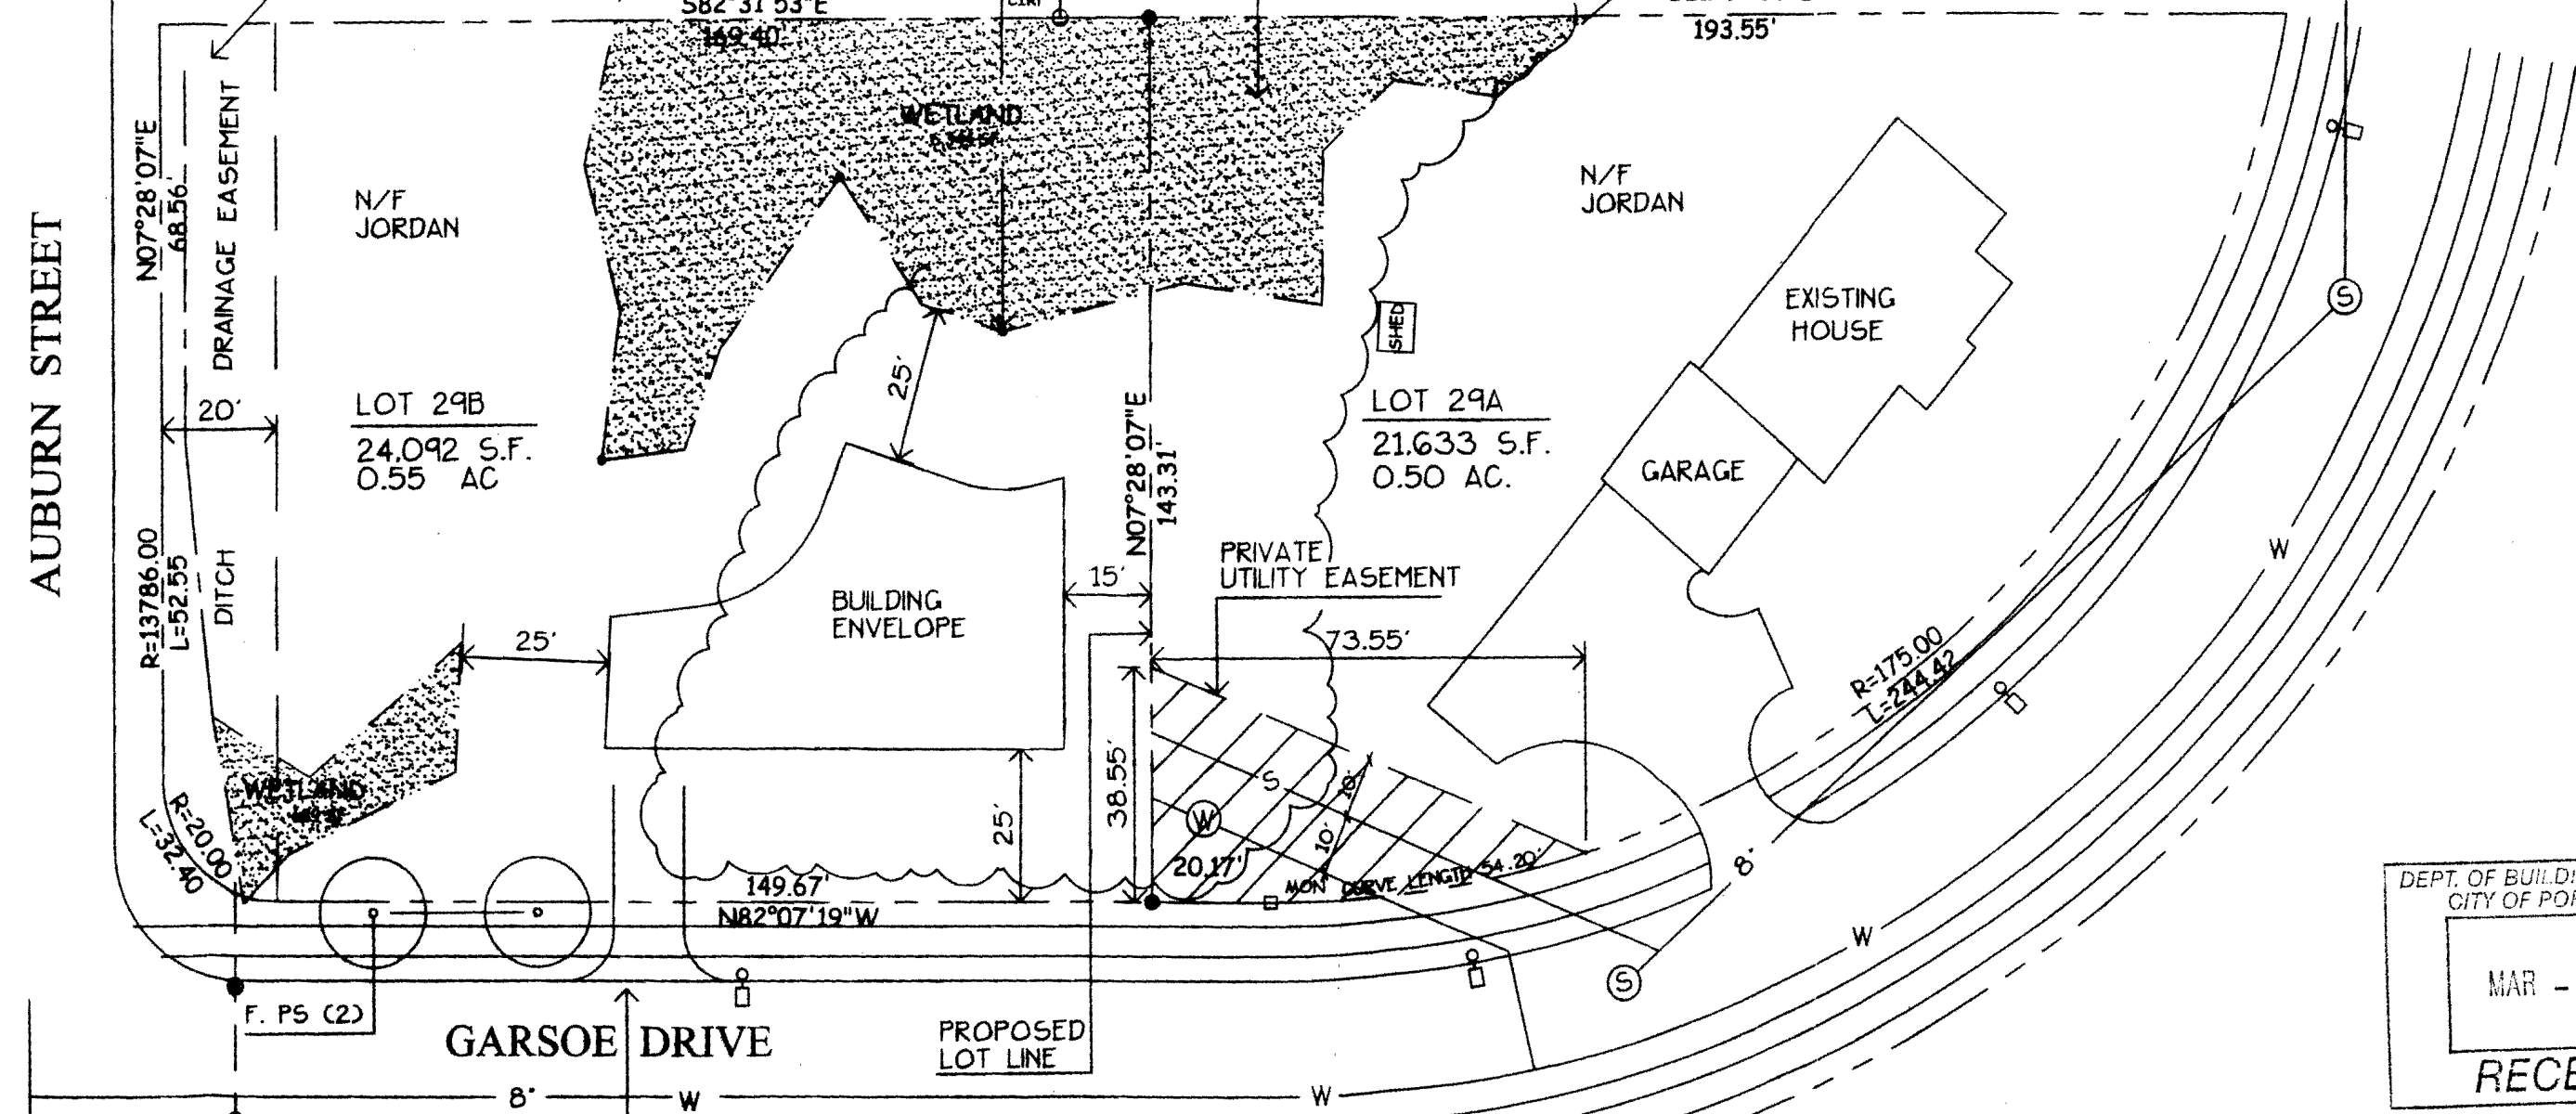 S82°31'53"E
169.40'
193.55'
N07°28'07"E
68.56'
DRAINAGE EASEMENT
N/F
JORDAN
WETLAND
N/F
JORDAN
AUBURN STREET
EXISTING
HOUSE
SHED
25'
20'
LOT 29B
24.092 S.F.
0.55 AC
LOT 29A
21.633 S.F.
0.50 AC.
GARAGE
N07°28'07"E
143.31'
R=13786.00
L=52.55
DITCH
PRIVATE
UTILITY EASEMENT
15'
BUILDING
ENVELOPE
25'
73.55'
R=175.00
L=244.42
W
WETLAND
R=20.00
L=32.40
25'
38.55'
S
W
10'
10'
20.17'
MON
CURVE LENGTH 54.20'
8"
149.67'
N82°07'19"W
S
S
W
F. PS (2)
GARSOE DRIVE
PROPOSED
LOT LINE
8"
W
W
DEPT. OF
CITY OF
MAR -